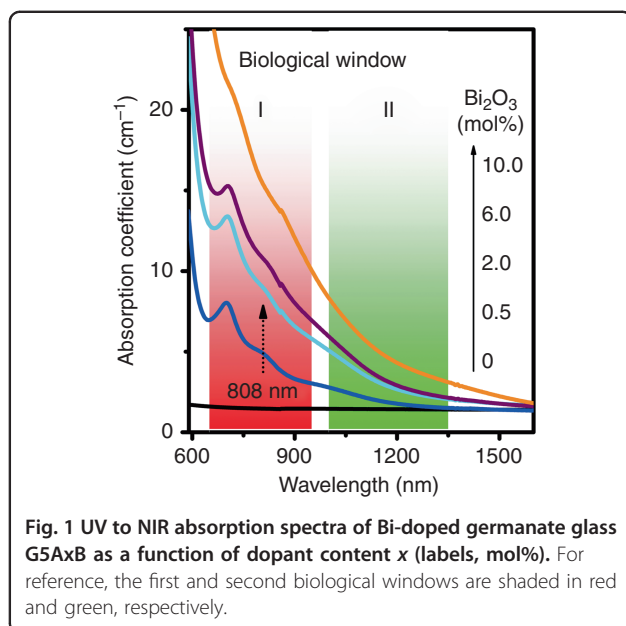 Biological window
I
II
Bi₂O₃
(mol%)
10.0
6.0
2.0
0.5
0
808 nm
20
10
0
Absorption coefficient (cm⁻¹)
600
900
1200
1500
Wavelength (nm)
Fig. 1 UV to NIR absorption spectra of Bi-doped germanate glass
G5AxB as a function of dopant content x (labels, mol%). For
reference, the first and second biological windows are shaded in red
and green, respectively.